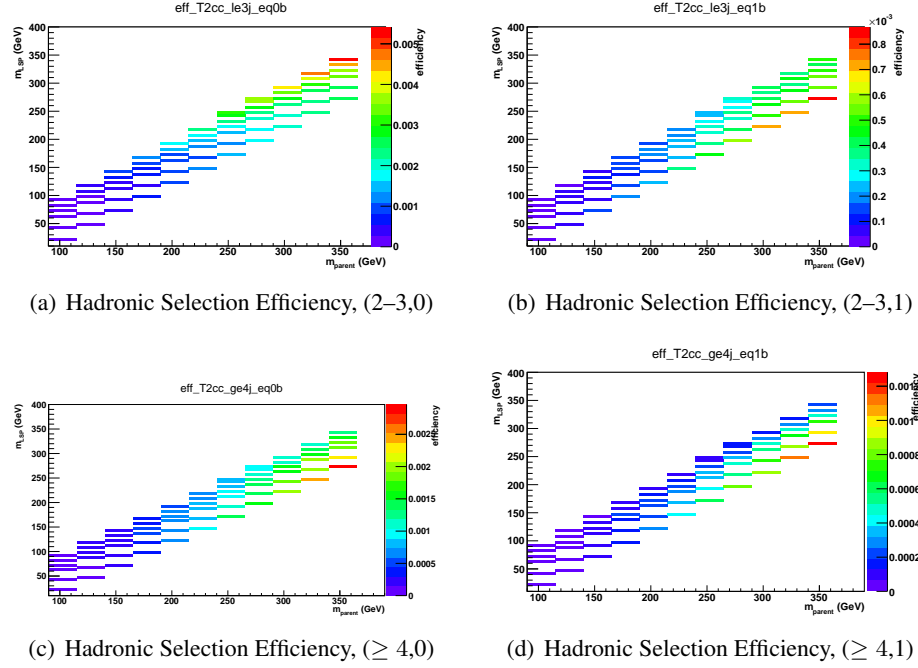 eff_T2cc_le3j_eq0b
m_LSP (GeV)
400
350
300
250
200
150
100
50
100 150 200 250 300 350
m_parent (GeV)
efficiency
0.005
0.004
0.003
0.002
0.001
0
(a) Hadronic Selection Efficiency, (2–3,0)
eff_T2cc_le3j_eq1b
×10⁻³
m_LSP (GeV)
400
350
300
250
200
150
100
50
100 150 200 250 300 350
m_parent (GeV)
efficiency
0.8
0.7
0.6
0.5
0.4
0.3
0.2
0.1
0
(b) Hadronic Selection Efficiency, (2–3,1)
eff_T2cc_ge4j_eq0b
m_LSP (GeV)
400
350
300
250
200
150
100
50
100 150 200 250 300 350
m_parent (GeV)
efficiency
0.0025
0.002
0.0015
0.001
0.0005
0
(c) Hadronic Selection Efficiency, (≥ 4,0)
eff_T2cc_ge4j_eq1b
m_LSP (GeV)
400
350
300
250
200
150
100
50
100 150 200 250 300 350
m_parent (GeV)
efficiency
0.0008
0.0006
0.0004
0.0002
0
(d) Hadronic Selection Efficiency, (≥ 4,1)